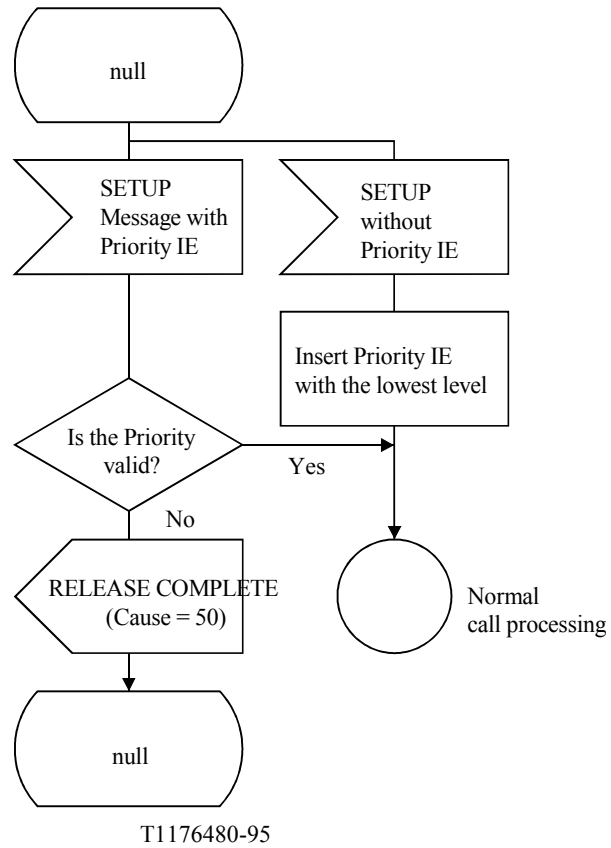 null
SETUP
Message with
Priority IE
SETUP
without
Priority IE
Insert Priority IE
with the lowest level
Is the Priority
valid?
Yes
No
RELEASE COMPLETE
(Cause = 50)
Normal
call processing
null
T1176480-95